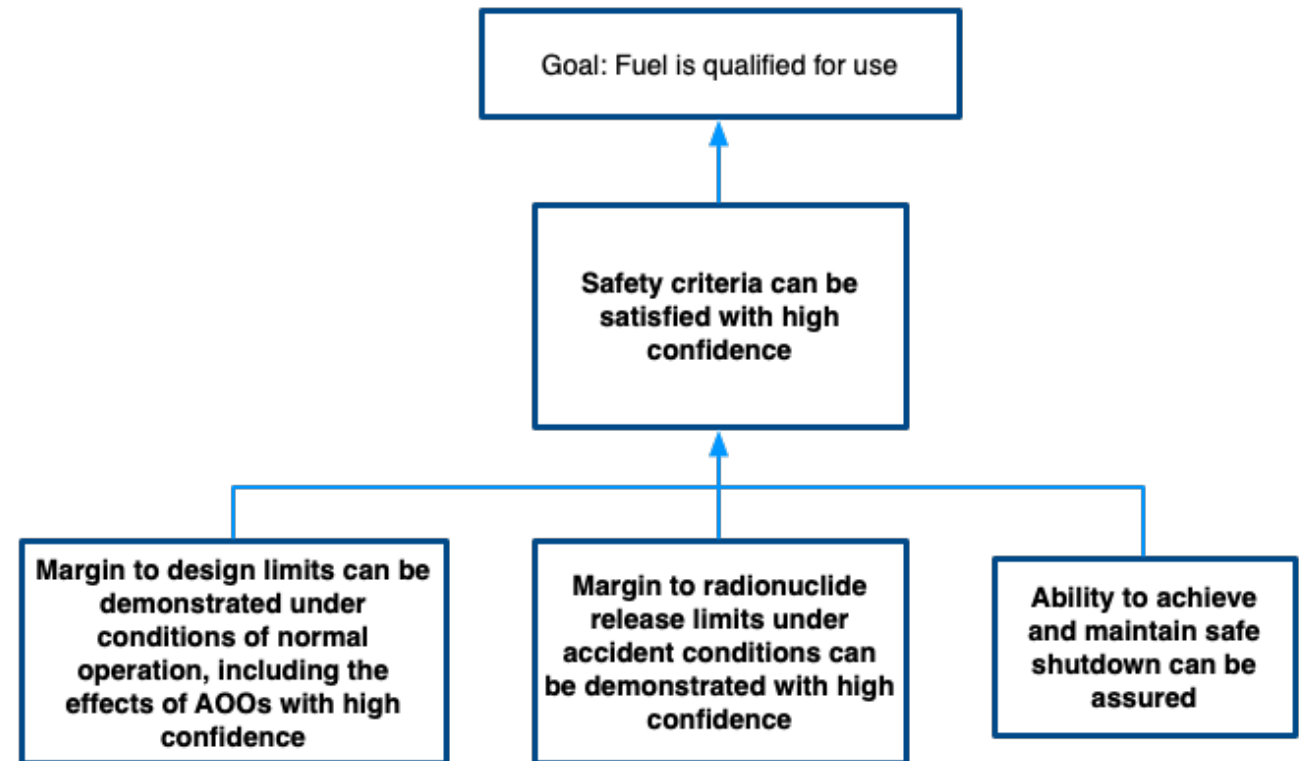 Goal: Fuel is qualified for use
Safety criteria can be
satisfied with high
confidence
Margin to design limits can be
demonstrated under
conditions of normal
operation, including the
effects of AOOs with high
confidence
Margin to radionuclide
release limits under
accident conditions can
be demonstrated with high
confidence
Ability to achieve
and maintain safe
shutdown can be
assured